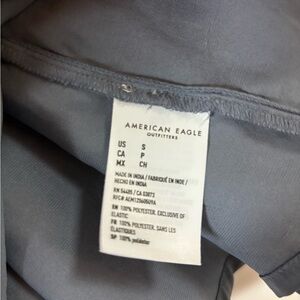 AMERICAN EAGLE
OUTFITTERS
US S
CA P
MX CH
MADE IN INDIA / FABRIQUÉ EN INDE /
HECHO EN INDIA
RN 54485 / CA 03073
EN 100% POLYESTER. EXCLUSIVE OF
ELASTIC
FR 100% POLYESTER. SANS LES
ÉLASTIQUES
SP 100% poliéster